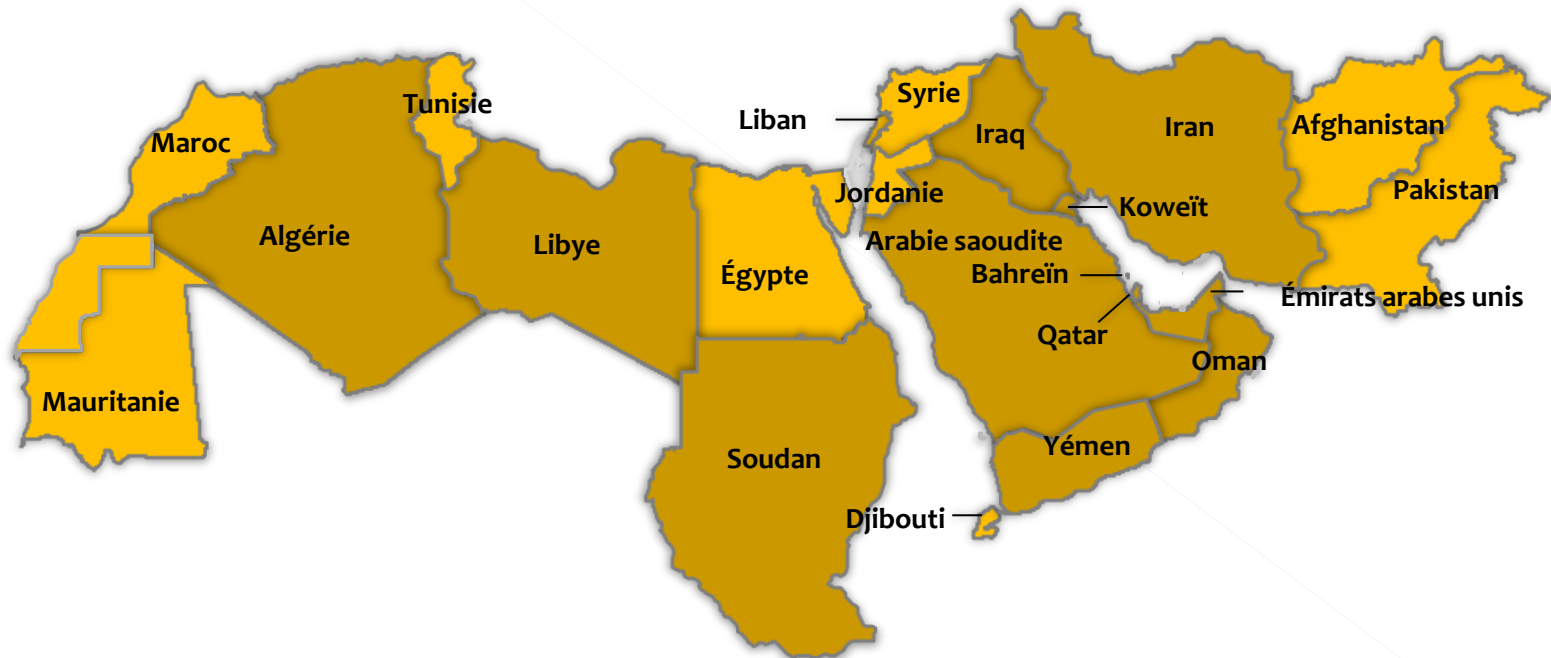 Maroc
Tunisie
Algérie
Libye
Égypte
Mauritanie
Soudan
Djibouti
Liban
Syrie
Jordanie
Iraq
Iran
Koweït
Arabie saoudite
Bahreïn
Qatar
Émirats arabes unis
Oman
Yémen
Afghanistan
Pakistan